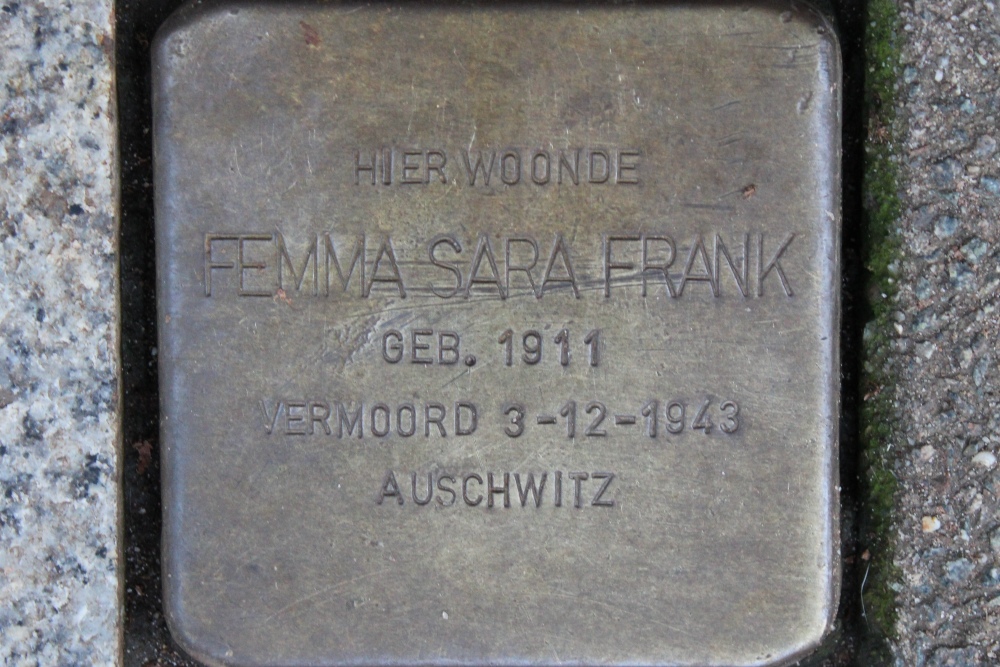 HIER WOONDE
FEMMA SARA FRANK
GEB. 1911
VERMOORD 3-12-1943
AUSCHWITZ